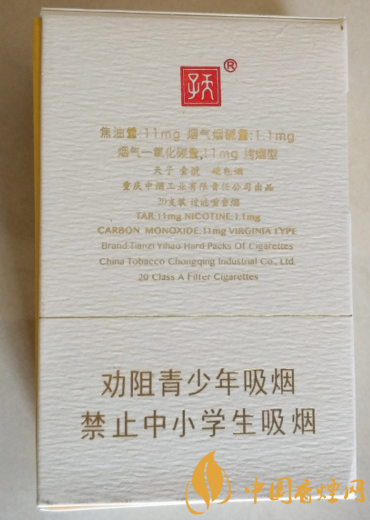 天子®
焦油量:11mg 烟气烟碱量:1.1mg
烟气一氧化碳量:11mg 烤烟型
重庆中烟工业有限责任公司出品
20支装 过滤嘴香烟
TAR:11mg NICOTINE:1.1mg
CARBON MONOXIDE:11mg VIRGINIA TYPE
Brand:Tianzi Yihao Hard Packs Of Cigarettes
China Tobacco Chongqing Industrial Co., Ltd.
20 Class A Filter Cigarettes
劝阻青少年吸烟
禁止中小学生吸烟
中国香烟网